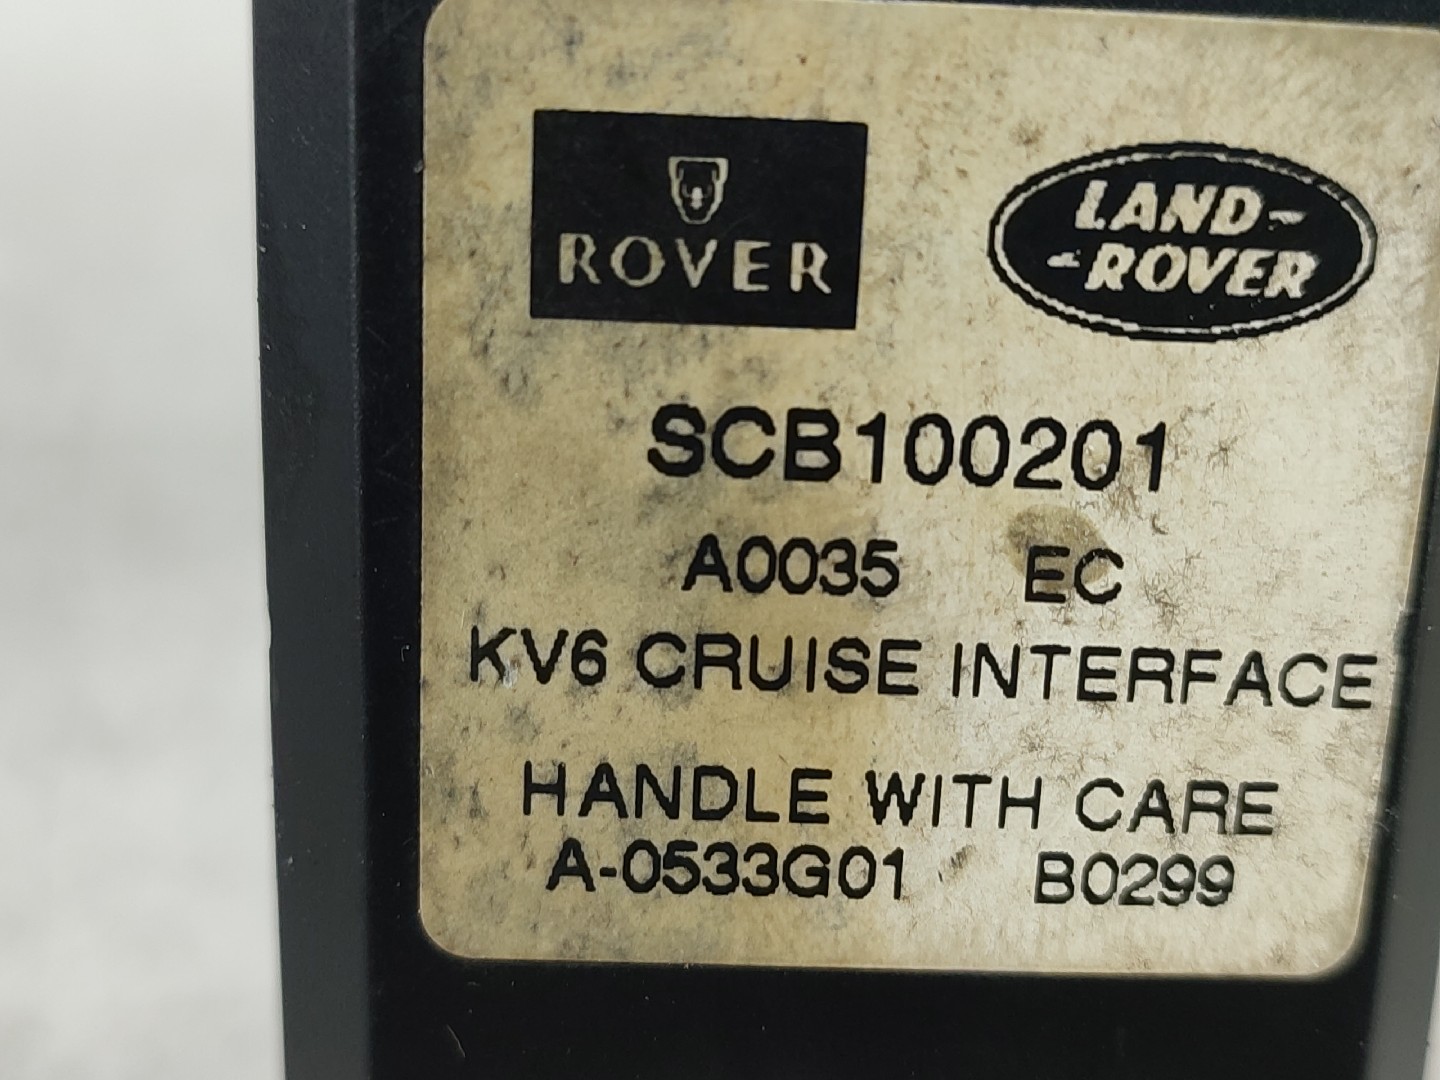 ROVER
LAND-
-ROVER
SCB100201
A0035 EC
KV6 CRUISE INTERFACE
HANDLE WITH CARE
A-0533G01 B0299